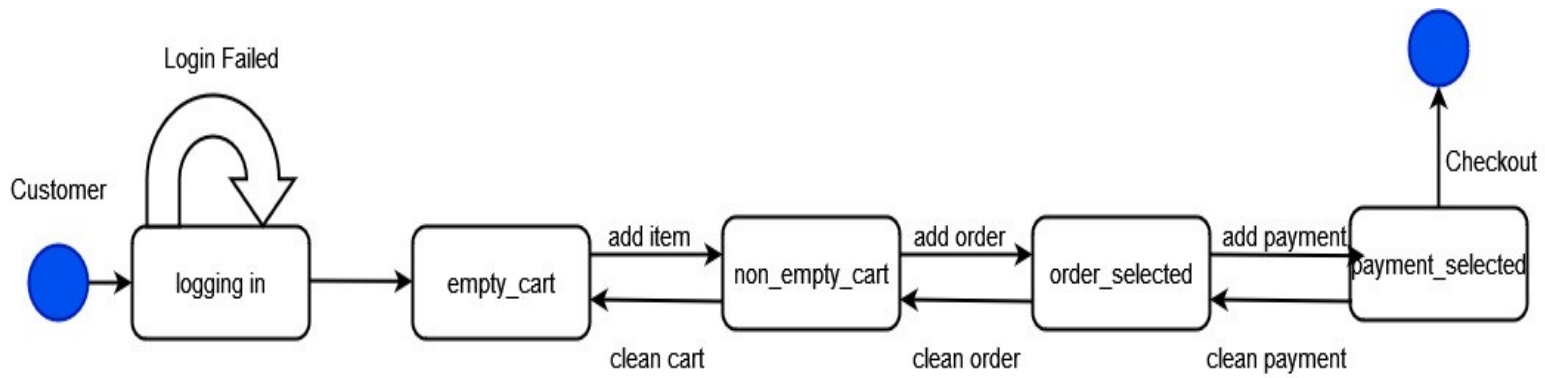 Login Failed
Customer
Checkout
logging in
empty_cart
add item
clean cart
non_empty_cart
add order
clean order
order_selected
add payment
clean payment
payment_selected